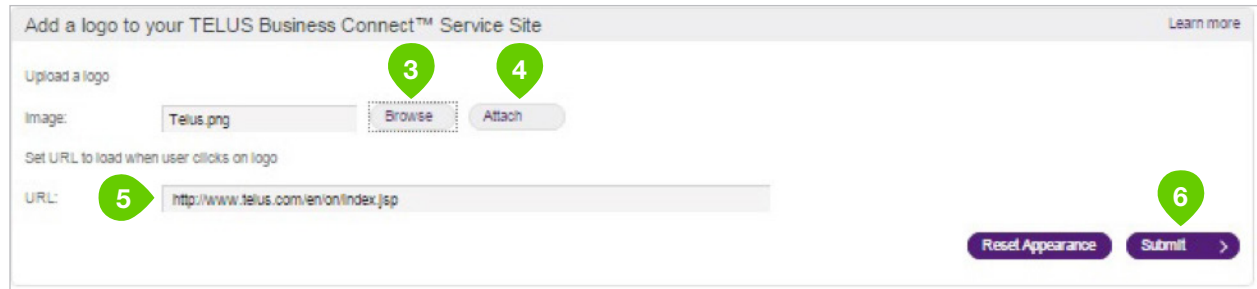 Add a logo to your TELUS Business Connect™ Service Site Learn more
3 4
Upload a logo
Image: Telus.png Browse Attach
Set URL to load when user clicks on logo
URL: 5 http://www.telus.com/en/on/index.jsp 6
Reset Appearance Submit >